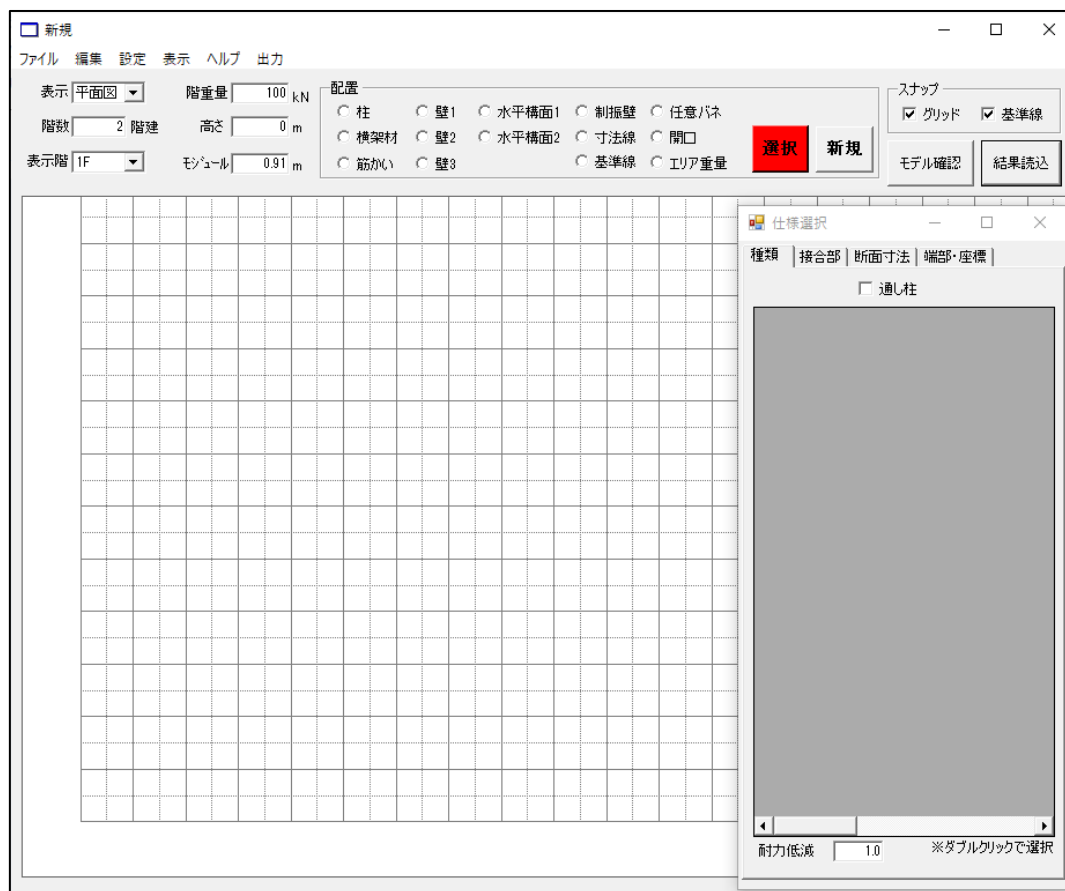 新規
ファイル 編集 設定 表示 ヘルプ 出力
表示 平面図 階重量 100 kN 配置 スナップ
階数 2 階建 高さ 0 m
表示階 1F モジュール 0.91 m
柱 壁1 水平構面1 制振壁 任意バネ
横架材 壁2 水平構面2 寸法線 開口
筋かい 壁3 基準線 エリア重量
選択 新規
グリッド 基準線
モデル確認 結果読込
仕様選択
種類 接合部 断面寸法 端部・座標
通し柱
耐力低減 1.0 ※ダブルクリックで選択